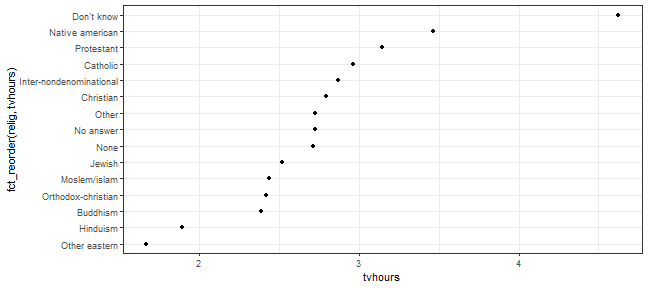 Don't know
Native american
Protestant
Catholic
Inter-nondenominational
Christian
Other
No answer
None
Jewish
Moslem/islam
Orthodox-christian
Buddhism
Hinduism
Other eastern
fct_reorder(relig, tvhours)
2 3 4
tvhours